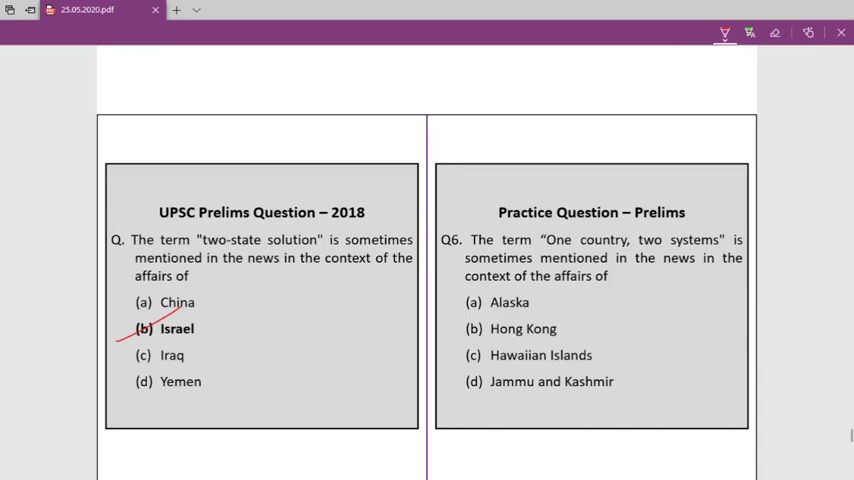 25.05.2020.pdf
UPSC Prelims Question – 2018
Q. The term "two-state solution" is sometimes
mentioned in the news in the context of the
affairs of
(a) China
(b) Israel
(c) Iraq
(d) Yemen
Practice Question – Prelims
Q6. The term “One country, two systems” is
sometimes mentioned in the news in the
context of the affairs of
(a) Alaska
(b) Hong Kong
(c) Hawaiian Islands
(d) Jammu and Kashmir